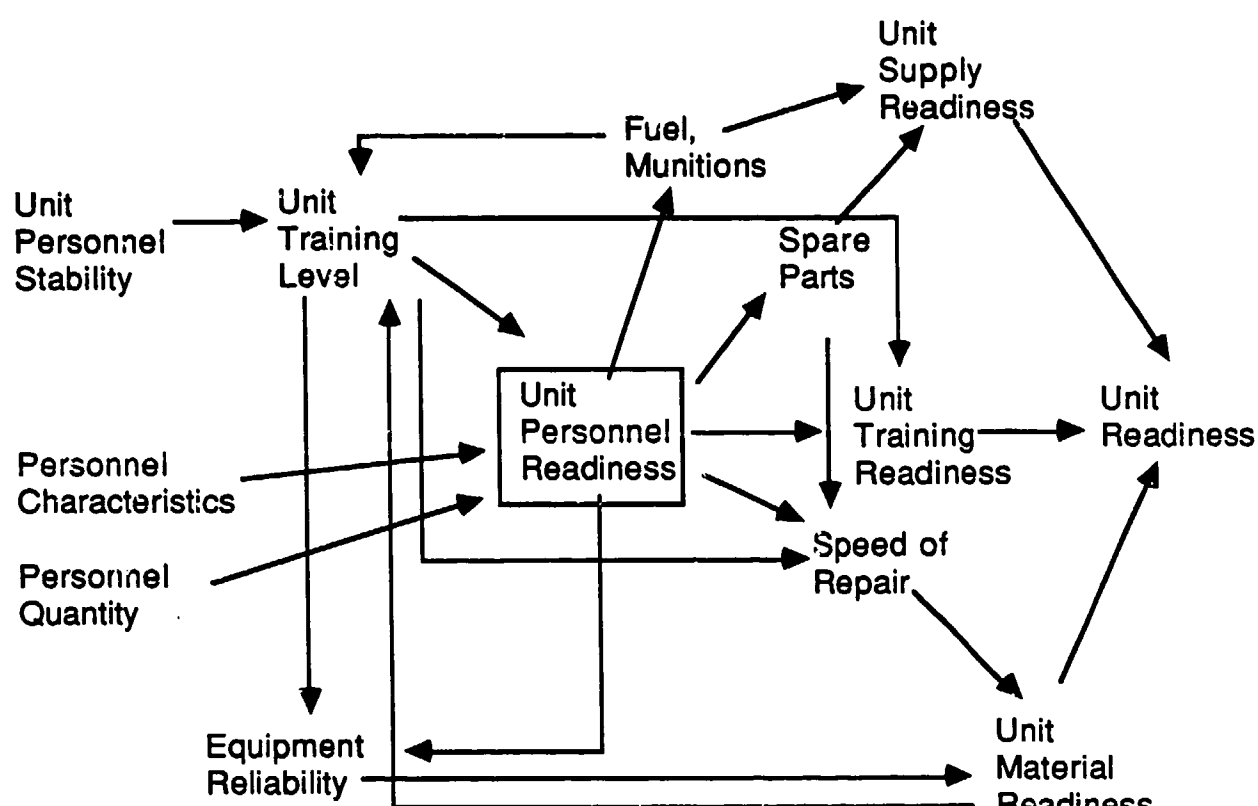 Unit
Supply
Readiness
Fuel,
Munitions
Unit
Personnel
Stability
Unit
Training
Level
Spare
Parts
Unit
Personnel
Readiness
Unit
Training
Readiness
Unit
Readiness
Personnel
Characteristics
Personnel
Quantity
Speed of
Repair
Equipment
Reliability
Unit
Material
Readiness